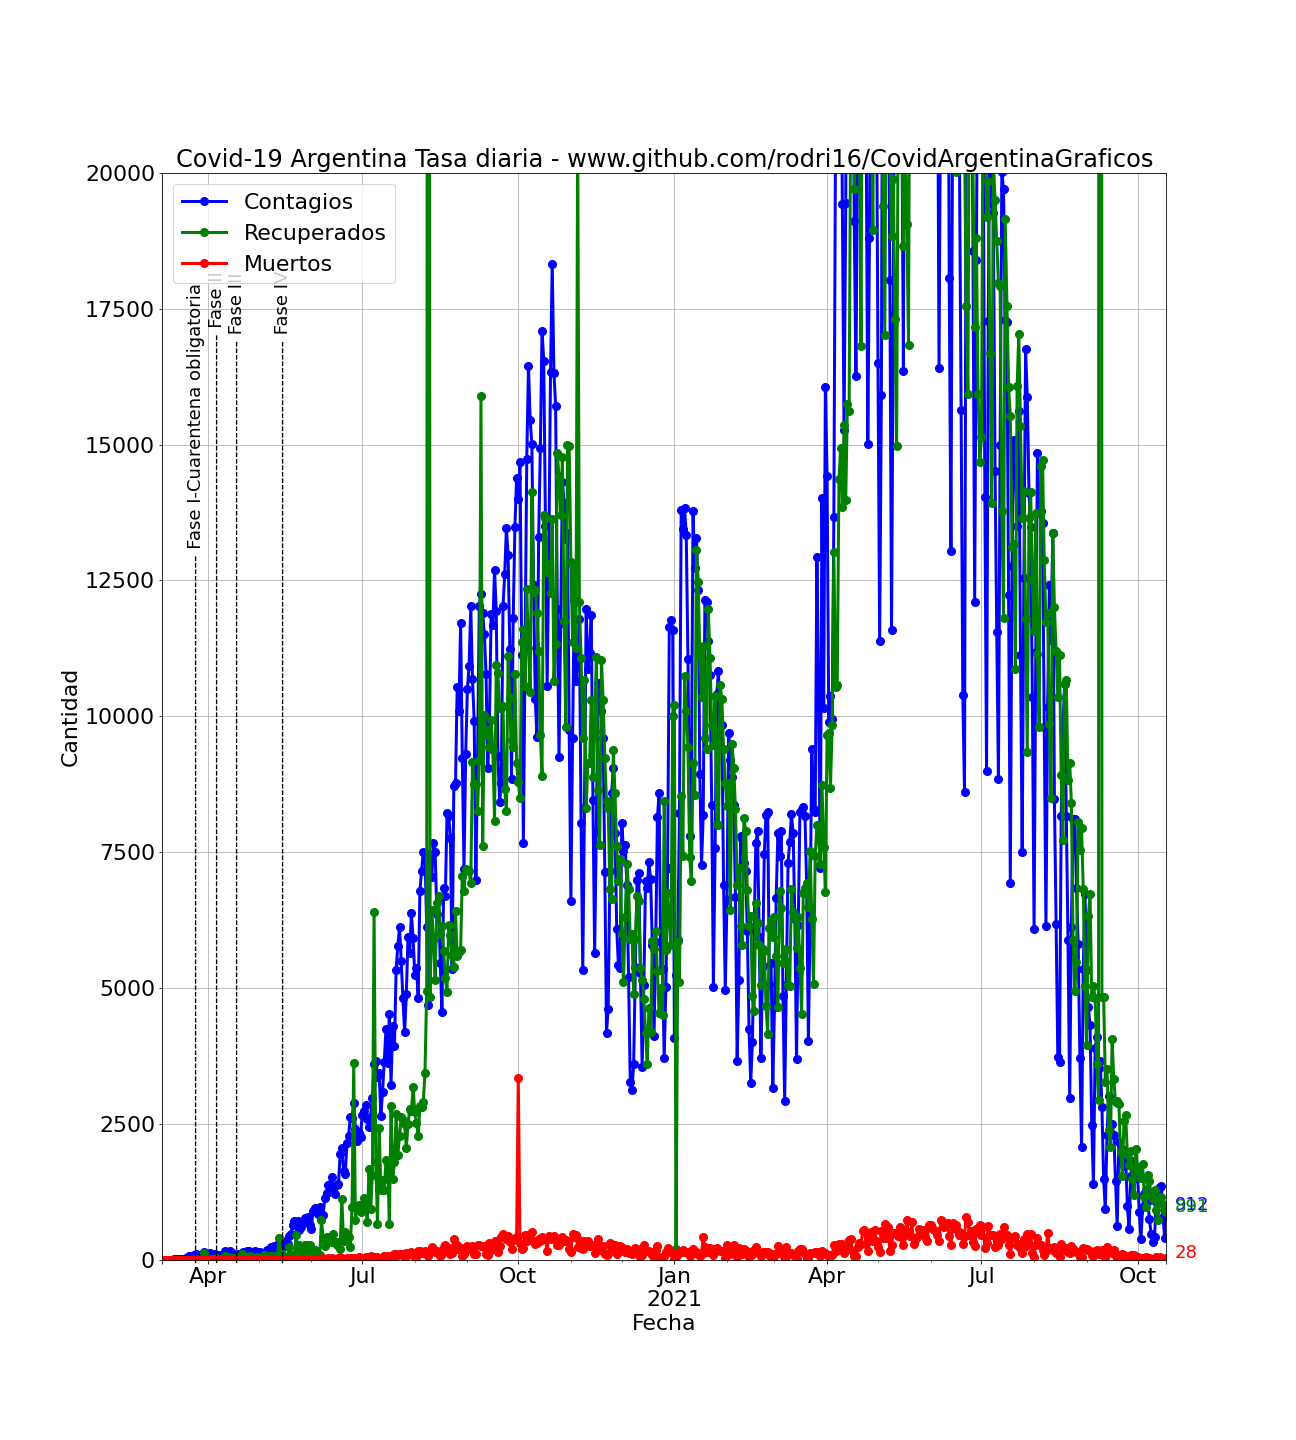 Covid-19 Argentina Tasa diaria - www.github.com/rodri16/CovidArgentinaGraficos
20000
17500
15000
12500
10000
7500
5000
2500
0
Cantidad
Contagios
Recuperados
Muertos
Fase I-Cuarentena obligatoria
Fase II
Fase III
Fase IV
28
Apr
Jul
Oct
Jan
2021
Apr
Jul
Oct
Fecha